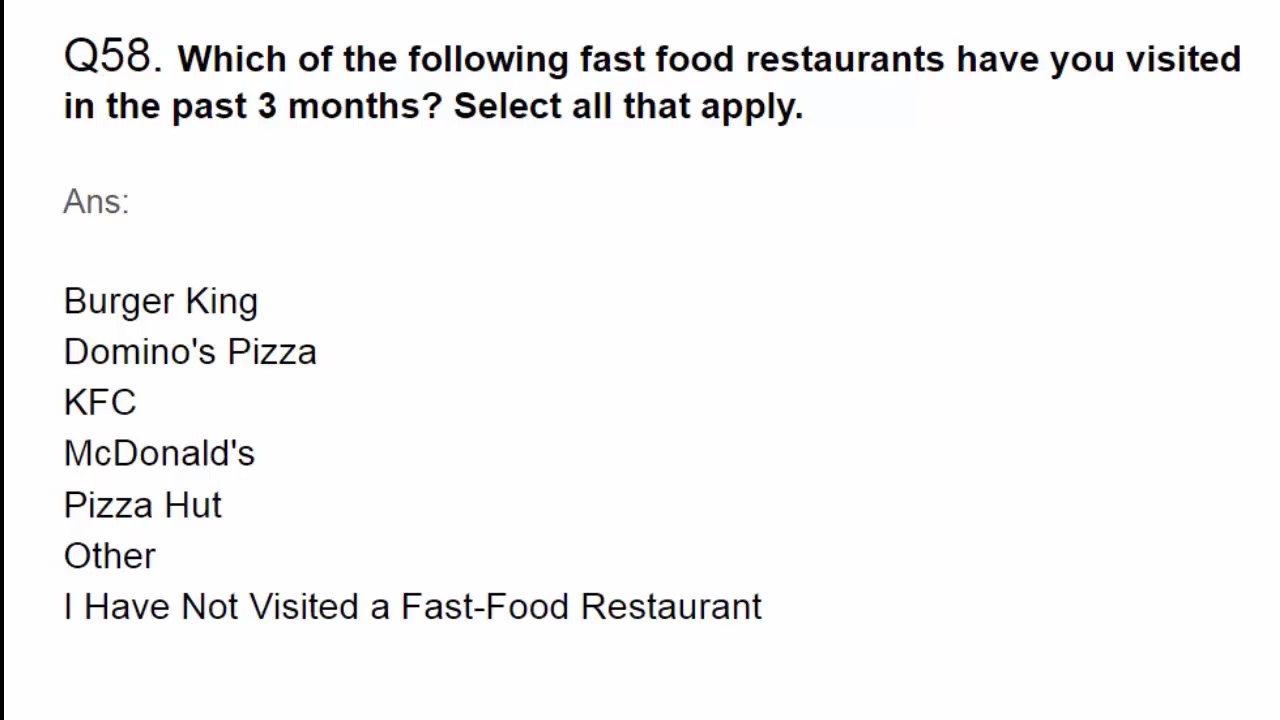 Q58. Which of the following fast food restaurants have you visited
in the past 3 months? Select all that apply.
Ans:
Burger King
Domino's Pizza
KFC
McDonald's
Pizza Hut
Other
I Have Not Visited a Fast-Food Restaurant